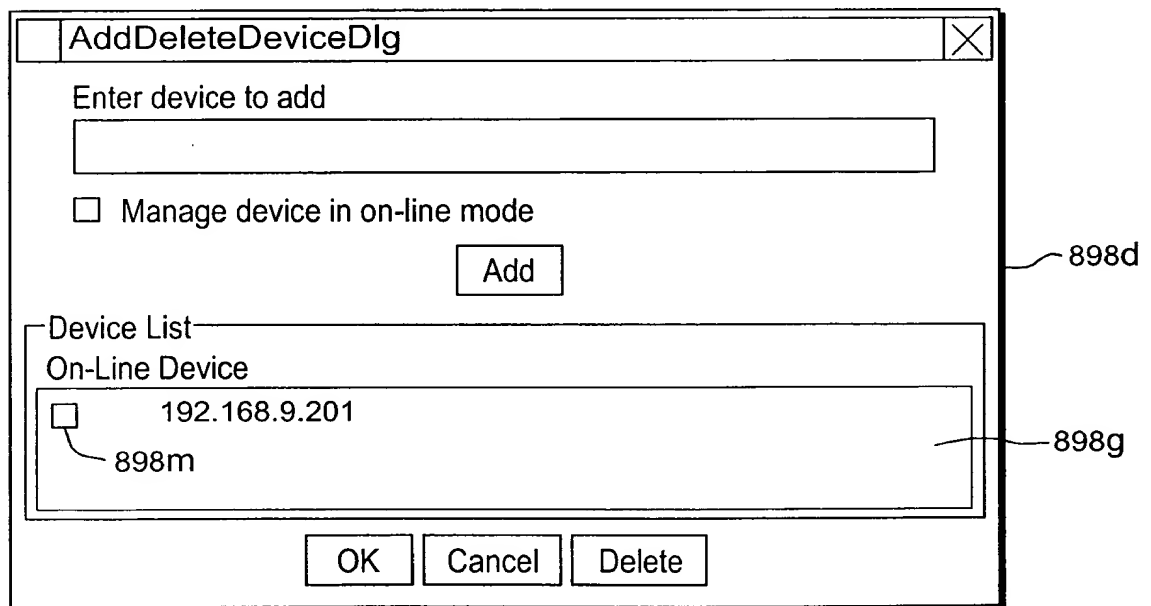 AddDeleteDeviceDlg
Enter device to add
Manage device in on-line mode
Add
898d
Device List
On-Line Device
192.168.9.201
898m
898g
OK Cancel Delete